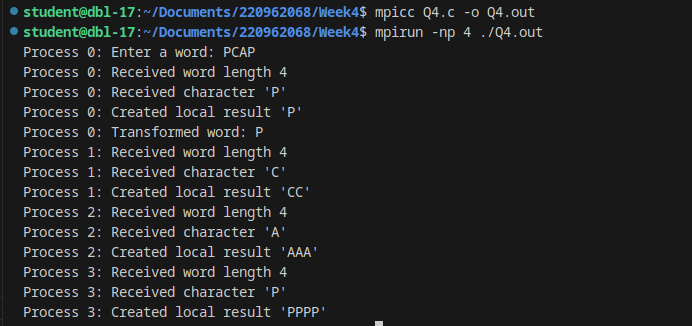 student@dbl-17:~/Documents/220962068/Week4$ mpicc Q4.c -o Q4.out
student@dbl-17:~/Documents/220962068/Week4$ mpirun -np 4 ./Q4.out
Process 0: Enter a word: PCAP
Process 0: Received word length 4
Process 0: Received character 'P'
Process 0: Created local result 'P'
Process 0: Transformed word: P
Process 1: Received word length 4
Process 1: Received character 'C'
Process 1: Created local result 'CC'
Process 2: Received word length 4
Process 2: Received character 'A'
Process 2: Created local result 'AAA'
Process 3: Received word length 4
Process 3: Received character 'P'
Process 3: Created local result 'PPPP'